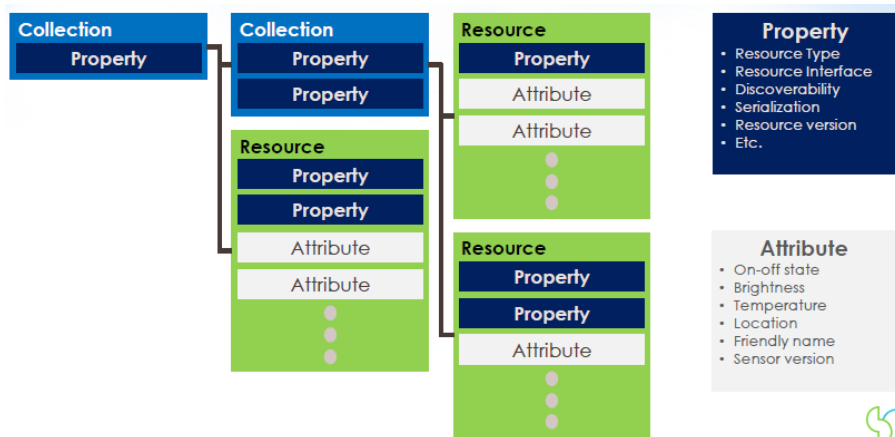 Collection
Property
Collection
Property
Property
Resource
Property
Property
Attribute
Attribute
Resource
Property
Attribute
Attribute
Resource
Property
Property
Attribute
Property
• Resource Type
• Resource Interface
• Discoverability
• Serialization
• Resource version
• Etc.
Attribute
• On-off state
• Brightness
• Temperature
• Location
• Friendly name
• Sensor version